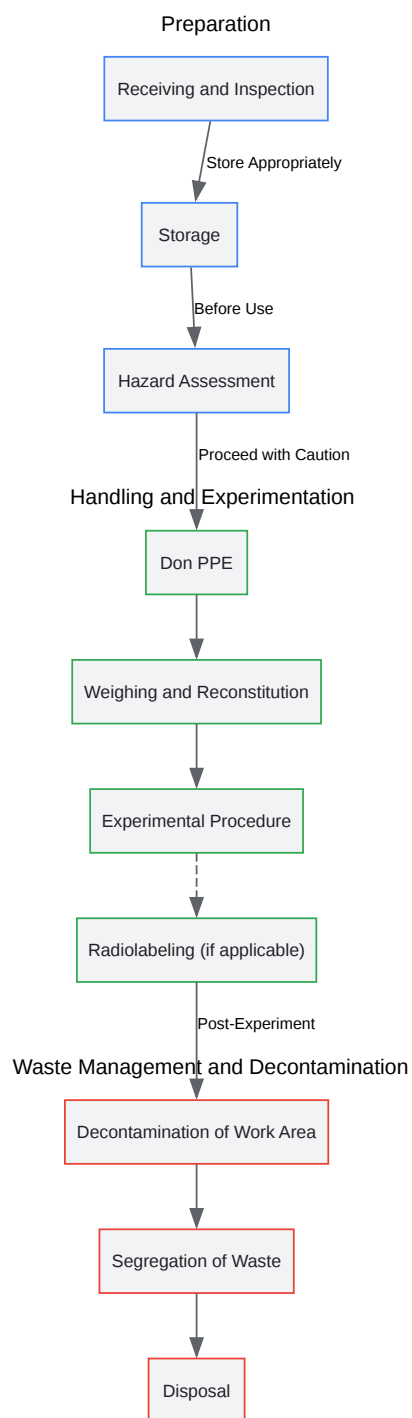 Preparation
Receiving and Inspection
Store Appropriately
Storage
Before Use
Hazard Assessment
Proceed with Caution
Handling and Experimentation
Don PPE
Weighing and Reconstitution
Experimental Procedure
Radiolabeling (if applicable)
Post-Experiment
Waste Management and Decontamination
Decontamination of Work Area
Segregation of Waste
Disposal